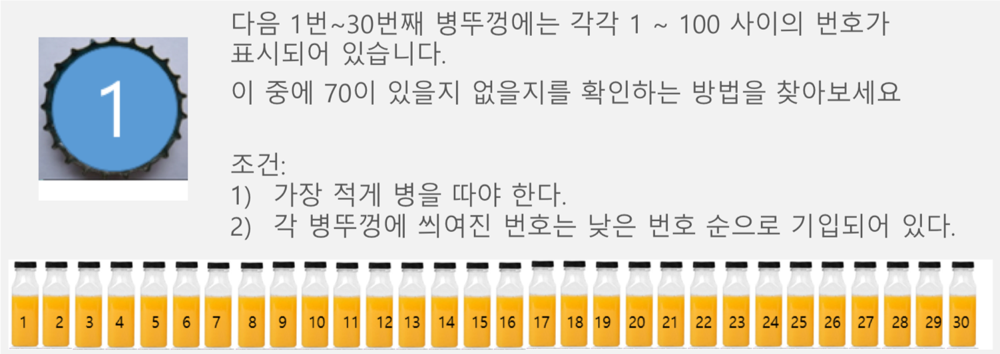 다음 1번~30번째 병뚜껑에는 각각 1 ~ 100 사이의 번호가
표시되어 있습니다.
이 중에 70이 있을지 없을지를 확인하는 방법을 찾아보세요
1
조건:
1) 가장 적게 병을 따야 한다.
2) 각 병뚜껑에 씌여진 번호는 낮은 번호 순으로 기입되어 있다.
1 2 3 4 5 6 7 8 9 10 11 12 13 14 15 16 17 18 19 20 21 22 23 24 25 26 27 28 29 30